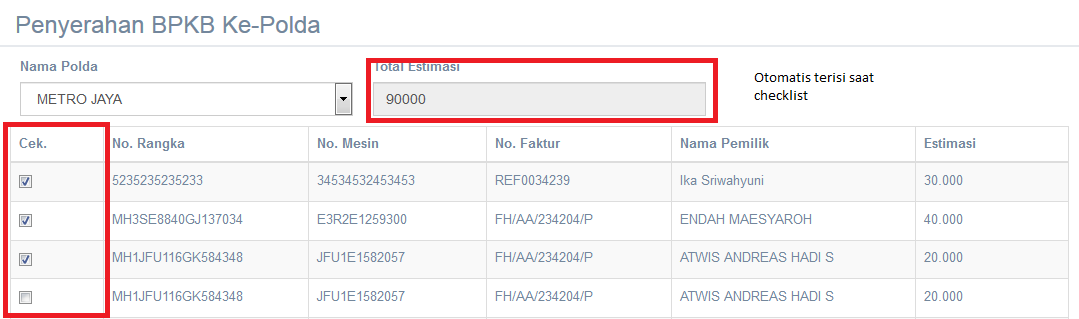 Penyerahan BPKB Ke-Polda
Nama Polda
Total Estimasi
METRO JAYA
90000
Otomatis terisi saat
checklist
Cek. No. Rangka No. Mesin No. Faktur Nama Pemilik Estimasi
5235235235233 34534532453453 REF0034239 Ika Sriwahyuni 30.000
MH3SE8840GJ137034 E3R2E1259300 FH/AA/234204/P ENDAH MAESYAROH 40.000
MH1JFU116GK584348 JFU1E1582057 FH/AA/234204/P ATWIS ANDREAS HADI S 20.000
MH1JFU116GK584348 JFU1E1582057 FH/AA/234204/P ATWIS ANDREAS HADI S 20.000